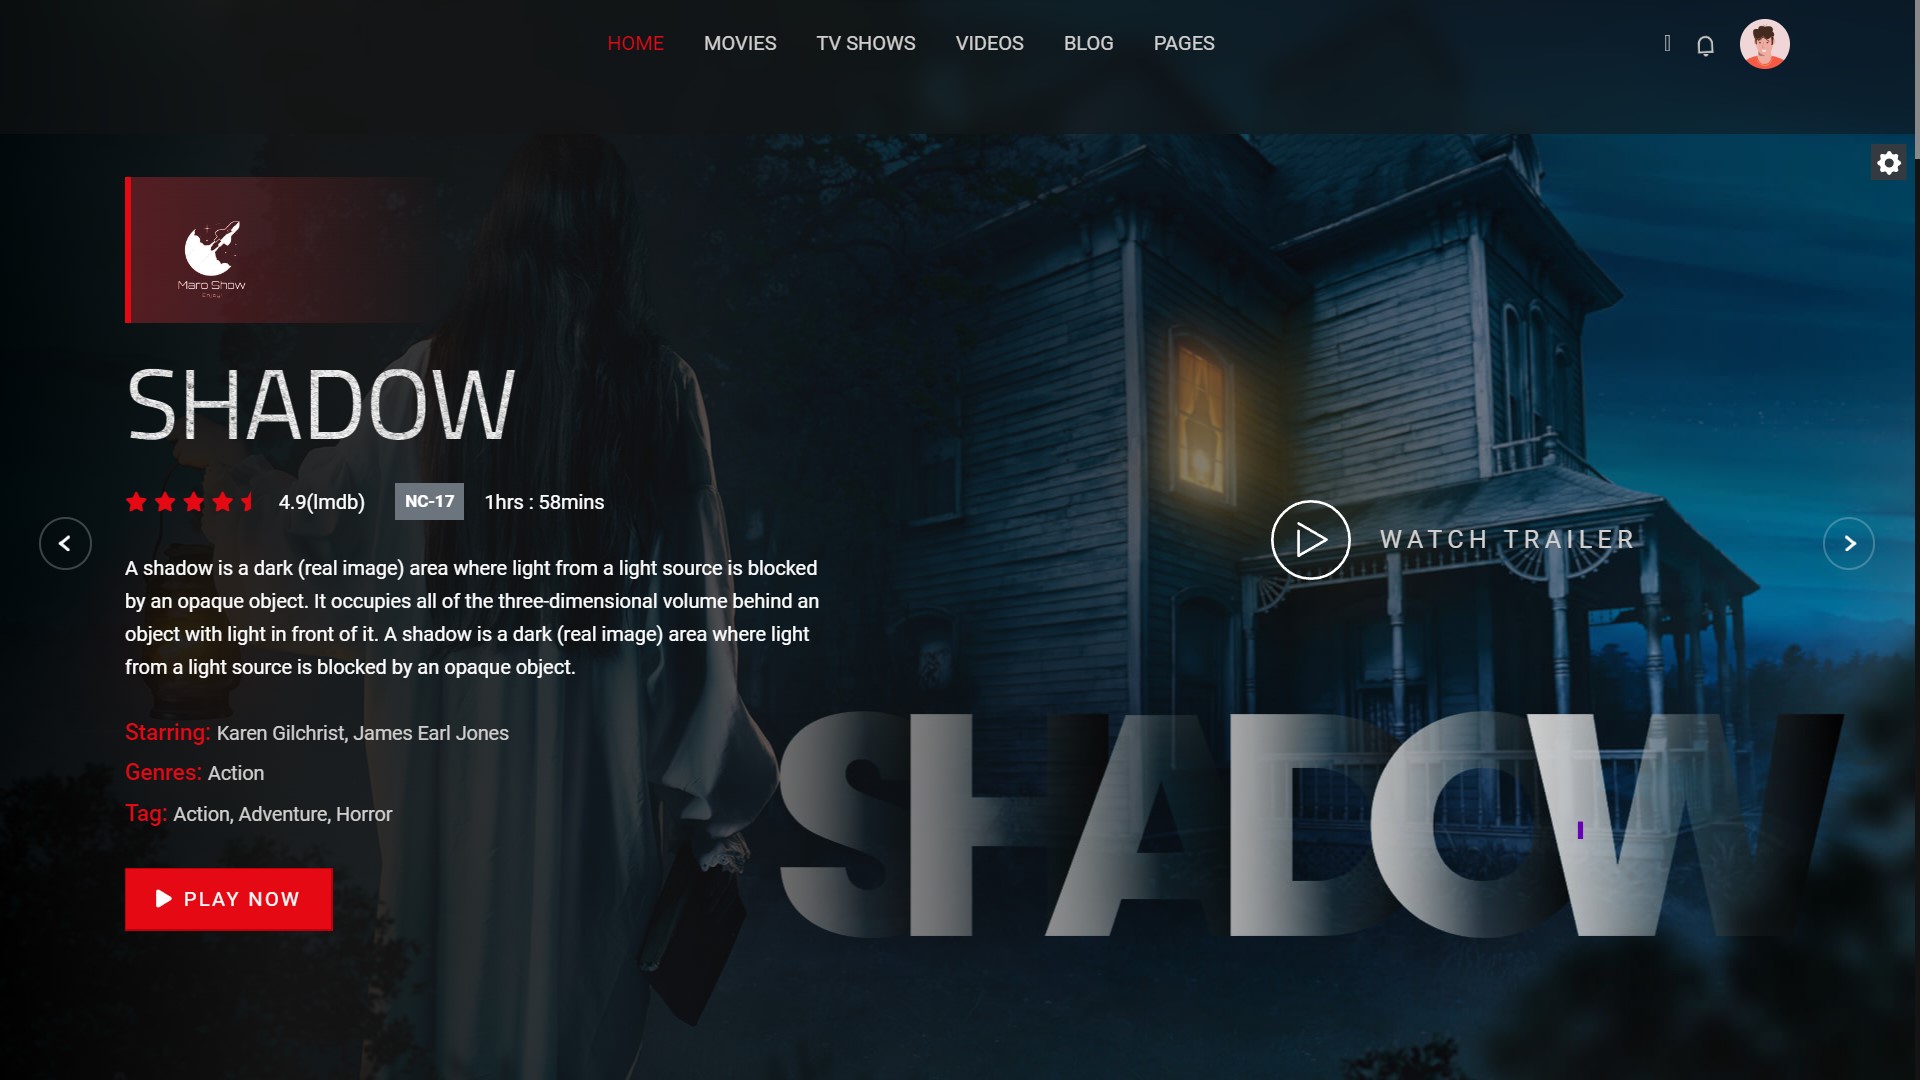 HOME MOVIES TV SHOWS VIDEOS BLOG PAGES
Maro Show
Enjoy!
SHADOW
4.9(lmdb) NC-17 1hrs : 58mins
A shadow is a dark (real image) area where light from a light source is blocked
by an opaque object. It occupies all of the three-dimensional volume behind an
object with light in front of it. A shadow is a dark (real image) area where light
from a light source is blocked by an opaque object.
WATCH TRAILER
Starring: Karen Gilchrist, James Earl Jones
Genres: Action
Tag: Action, Adventure, Horror
SHADOW
PLAY NOW